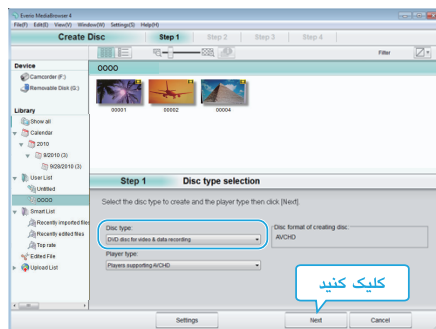 Everio MediaBrowser 4
File(F) Edit(E) View(V) Window(W) Settings(S) Help(H)
Create Disc Step 1 Step 2 Step 3 Step 4
Filter
Device
Camcorder (F:)
Removable Disk (G:)
Library
Show all
Calendar
2010
9/2010 (3)
9/28/2010 (3)
User List
Untitled
0000
Smart List
Recently imported files
Recently edited files
Top rate
Edited File
Upload List
0000
00001 00002 00004
Step 1 Disc type selection
Select the disc type to create and the player type then click [Next].
Disc type:
DVD disc for video & data recording
Player type:
Players supporting AVCHD
Disc format of creating disc:
AVCHD
کلیک کنید
Settings Next Cancel